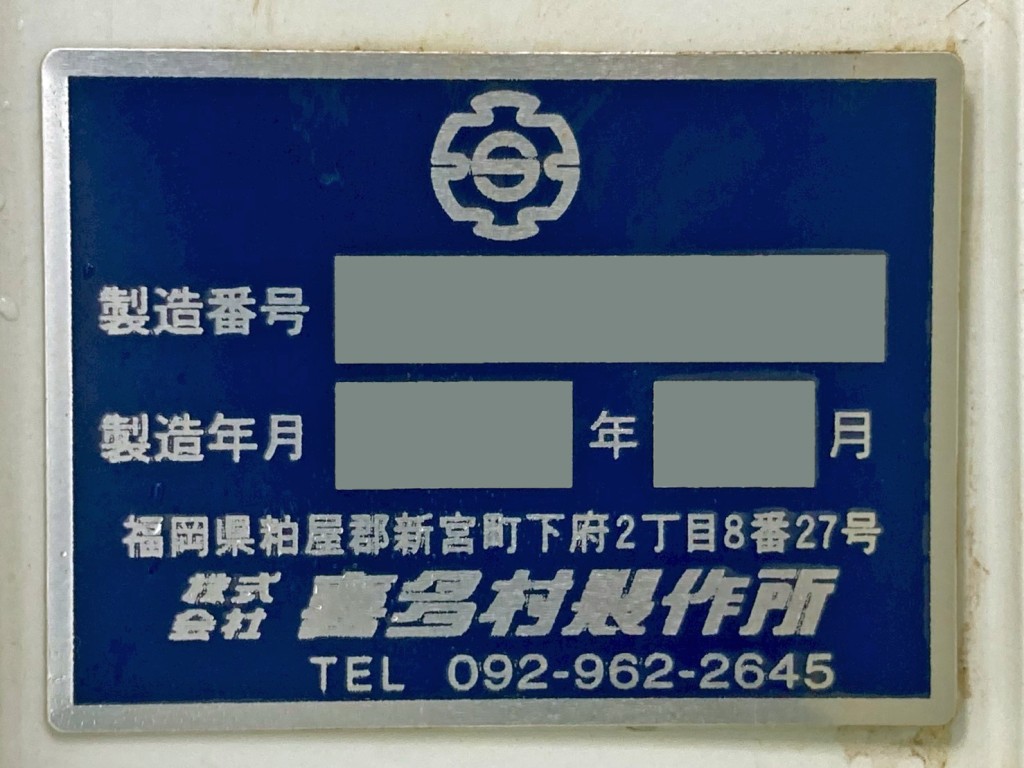 製造番号
製造年月 年 月
福岡県粕屋郡新宮町下府2丁目8番27号
株式会社 喜多村製作所
TEL 092-962-2645